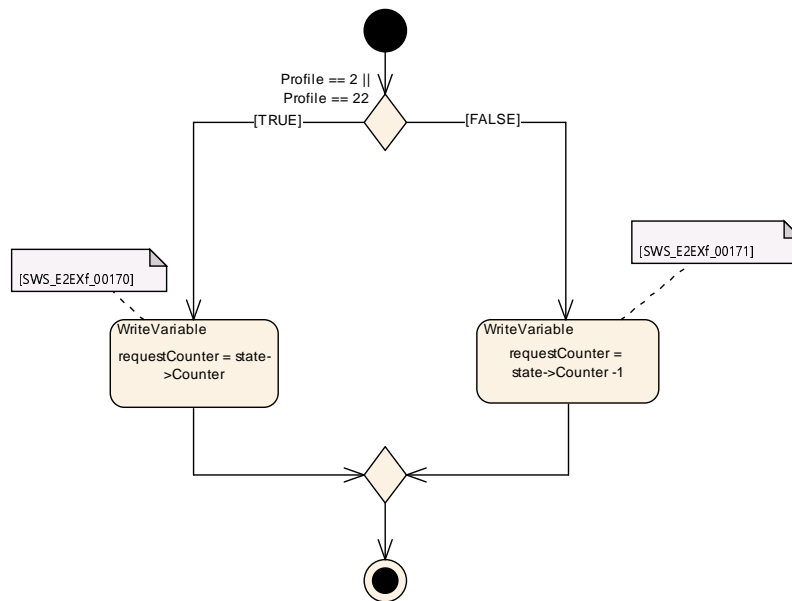 Profile == 2 ||
Profile == 22
[TRUE]
[FALSE]
[SWS_E2EXf_00170]
[SWS_E2EXf_00171]
WriteVariable
requestCounter = state-
>Counter
WriteVariable
requestCounter =
state->Counter -1